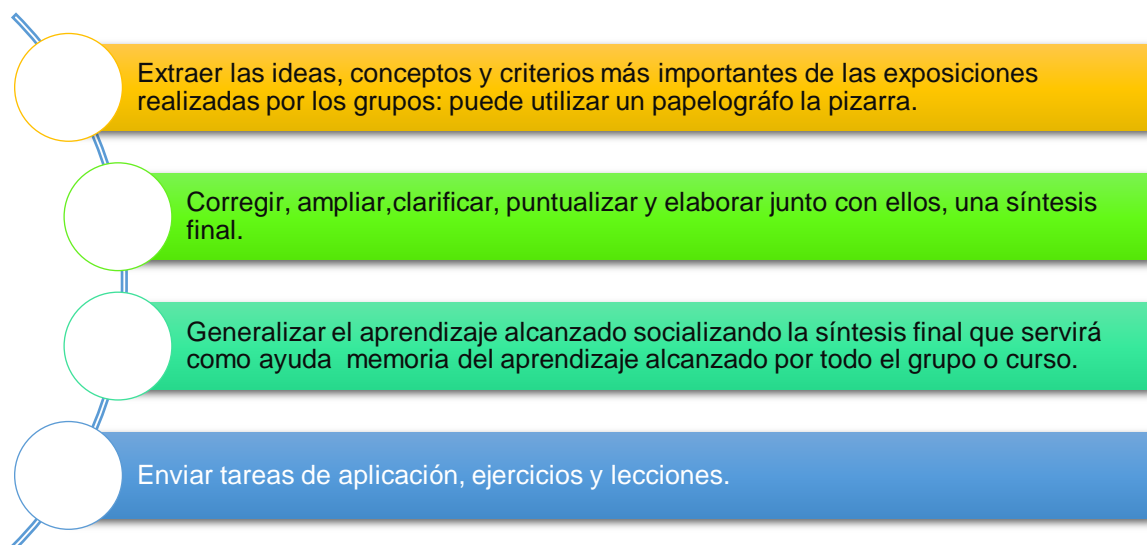 Extraer las ideas, conceptos y criterios más importantes de las exposiciones
realizadas por los grupos: puede utilizar un papelográfo la pizarra.
Corregir, ampliar,clarificar, puntualizar y elaborar junto con ellos, una síntesis
final.
Generalizar el aprendizaje alcanzado socializando la síntesis final que servirá
como ayuda  memoria del aprendizaje alcanzado por todo el grupo o curso.
Enviar tareas de aplicación, ejercicios y lecciones.